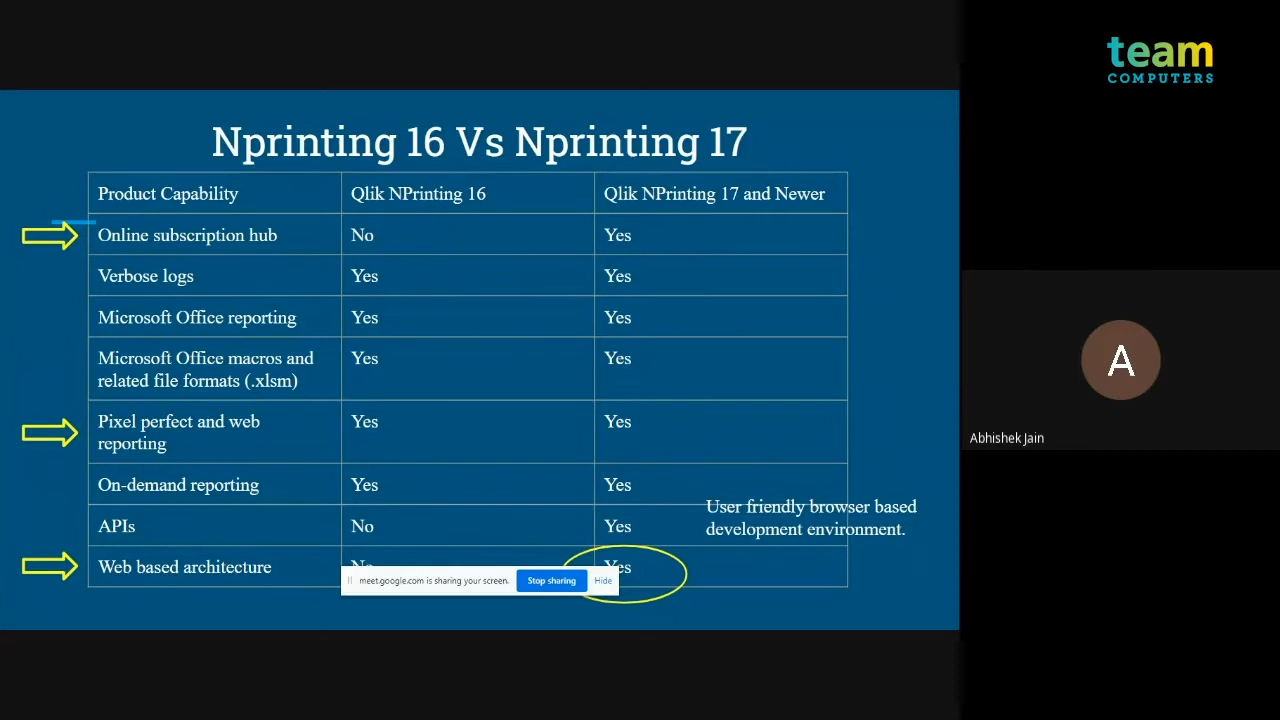 team
COMPUTERS
Nprinting 16 Vs Nprinting 17
Product Capability Qlik NPrinting 16 Qlik NPrinting 17 and Newer
Online subscription hub No Yes
Verbose logs Yes Yes
Microsoft Office reporting Yes Yes
Microsoft Office macros and Yes Yes
related file formats (.xlsm)
Pixel perfect and web Yes Yes
reporting
On-demand reporting Yes Yes
User friendly browser based
APIs No Yes
development environment.
Web based architecture No Yes
meet.google.com is sharing your screen. Stop sharing Hide
A
Abhishek Jain